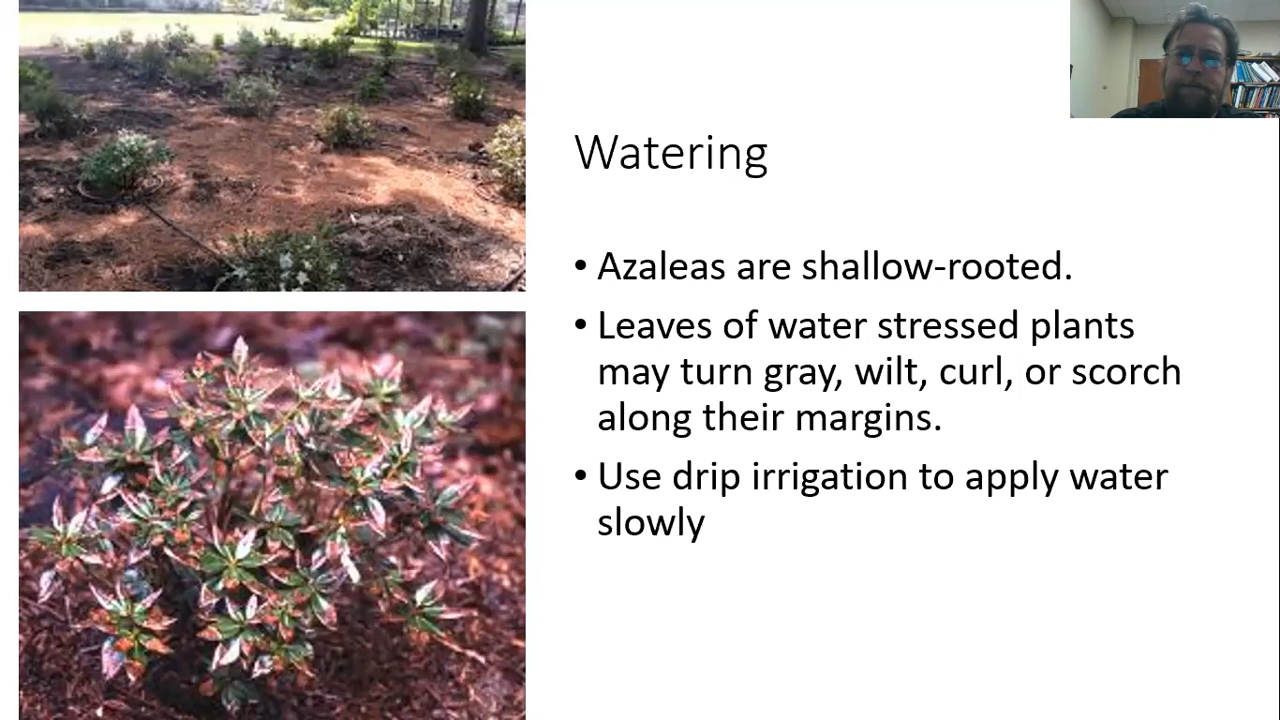 Watering
• Azaleas are shallow-rooted.
• Leaves of water stressed plants
may turn gray, wilt, curl, or scorch
along their margins.
• Use drip irrigation to apply water
slowly